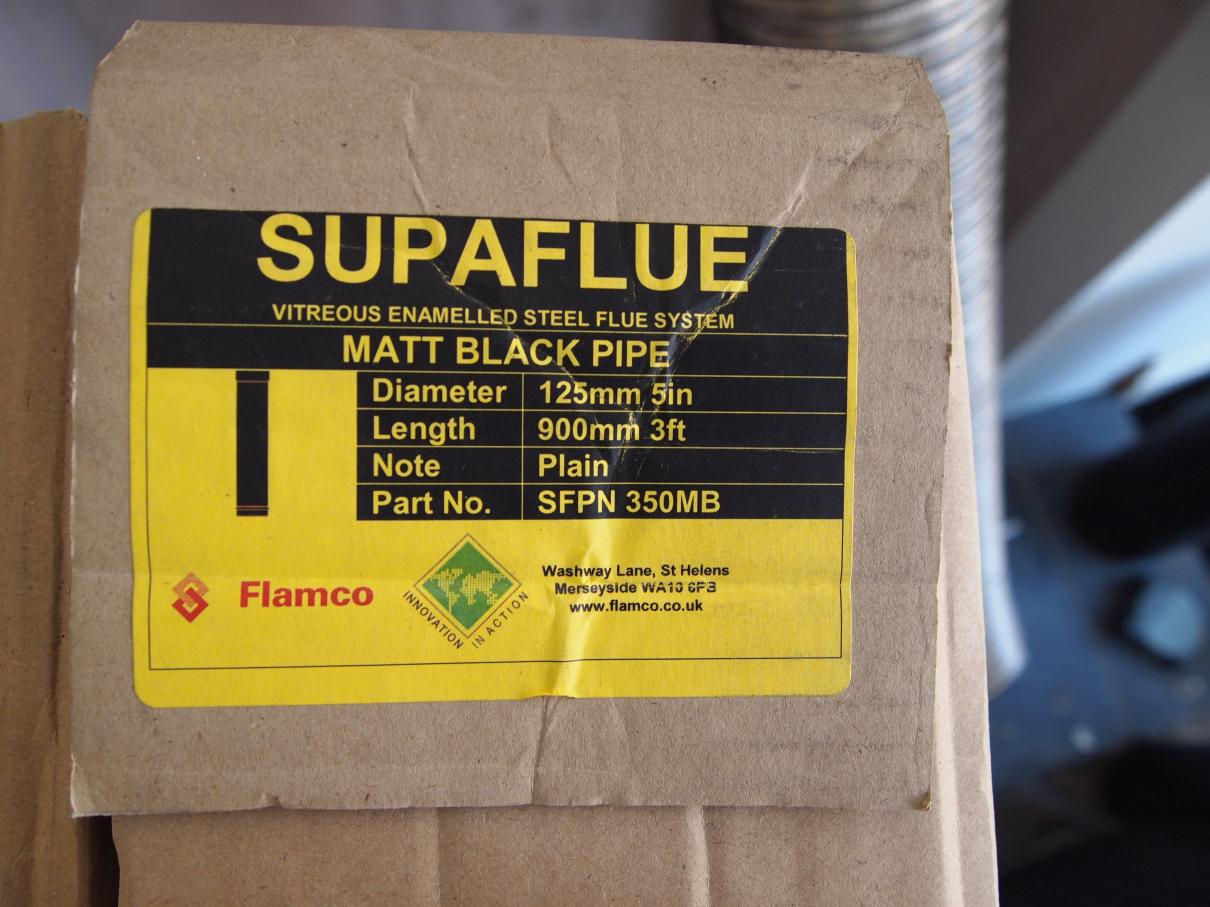 SUPAFLUE
VITREOUS ENAMELLED STEEL FLUE SYSTEM
MATT BLACK PIPE
Diameter 125mm 5in
Length 900mm 3ft
Note Plain
Part No. SFPN 350MB
Flamco
INNOVATION IN ACTION
Washway Lane, St Helens
Merseyside WA10 6PB
www.flamco.co.uk